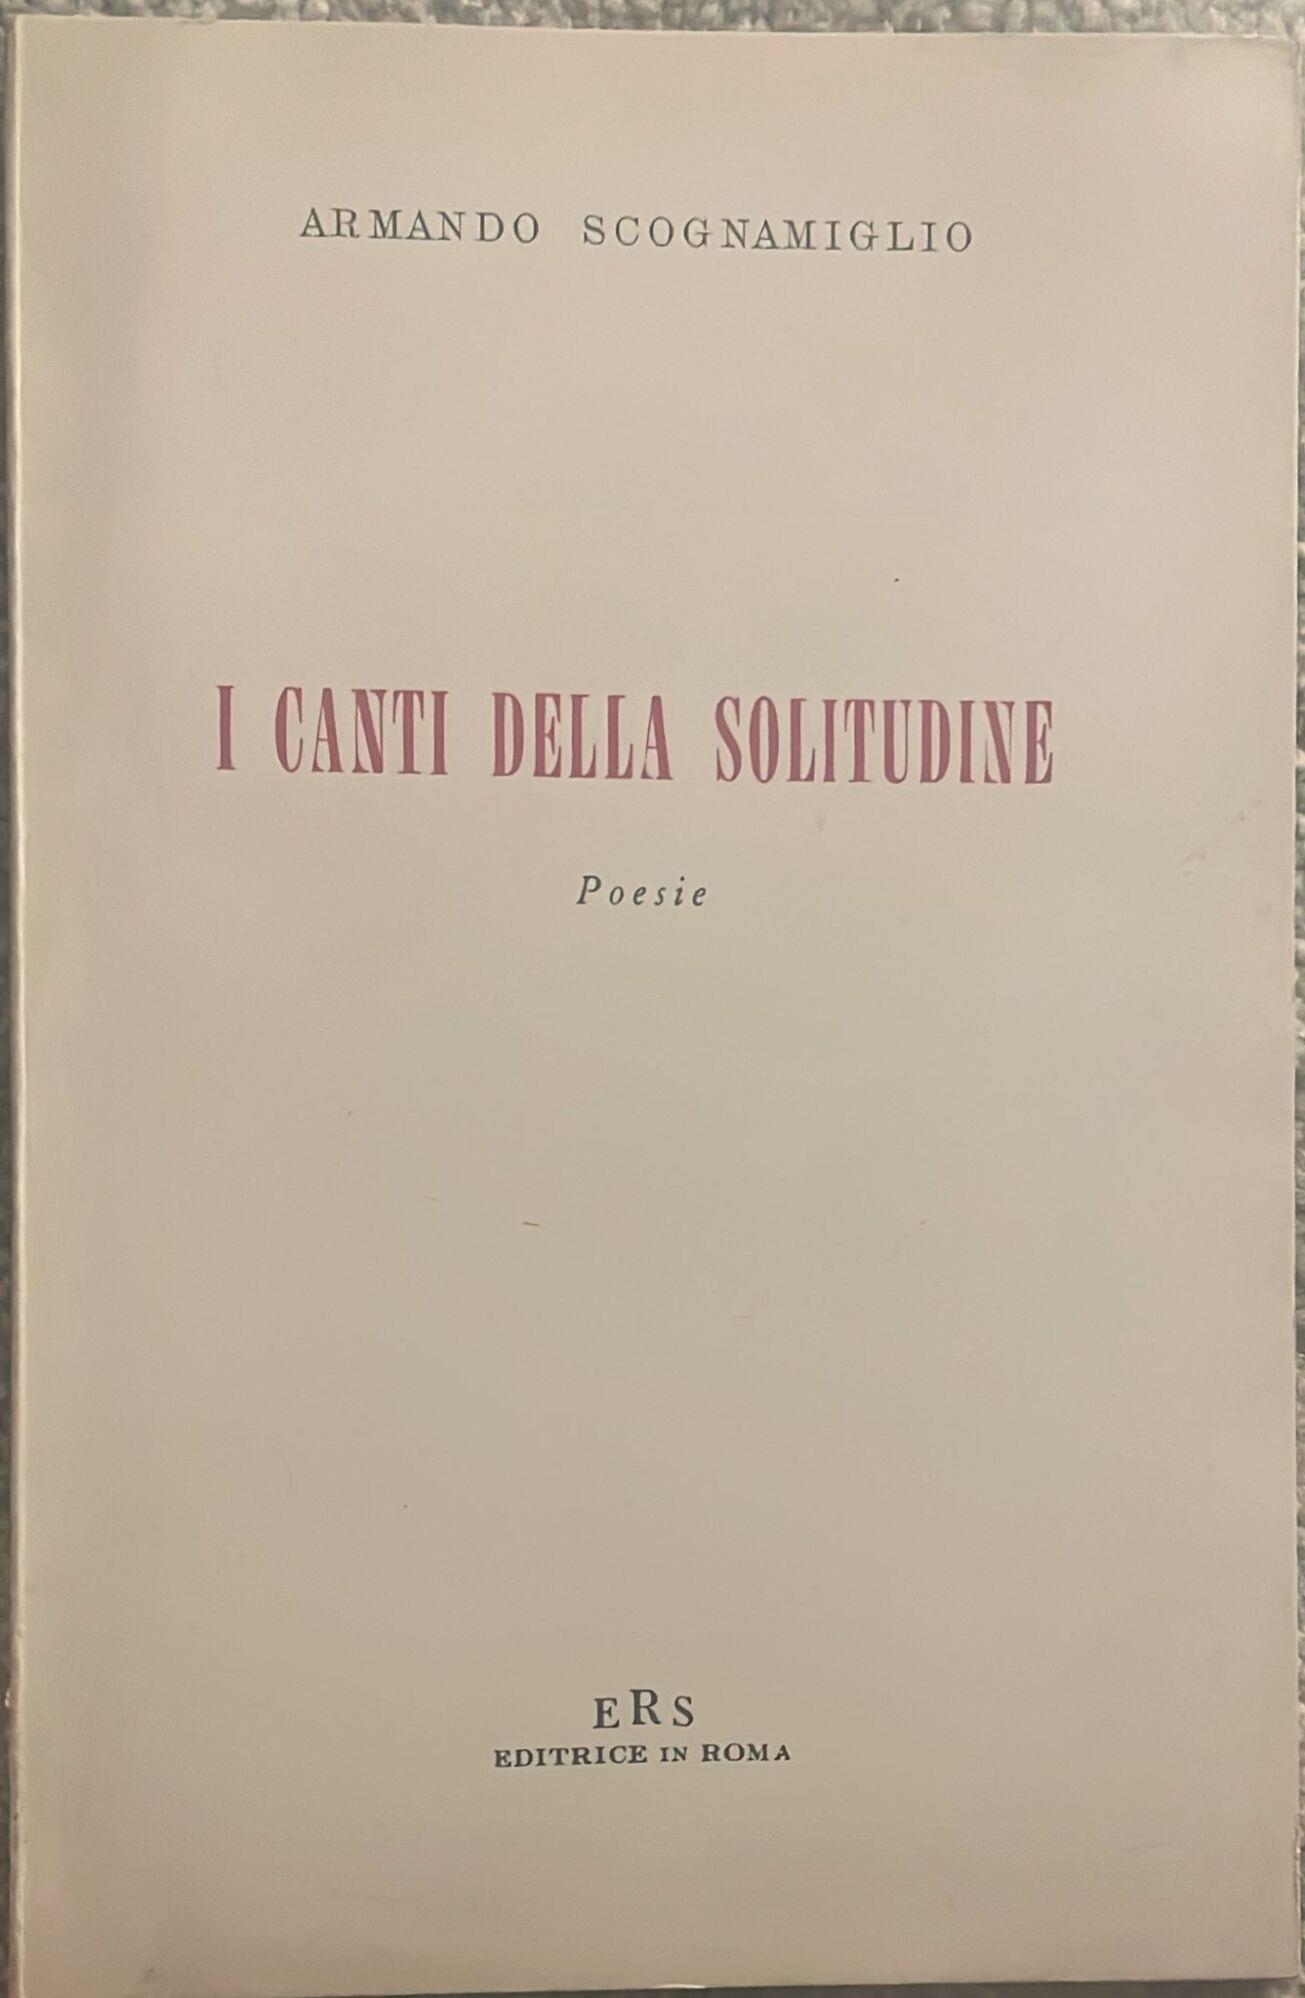 ARMANDO SCOGNAMIGLIO
I CANTI DELLA SOLITUDINE
Poesie
ERS
EDITRICE IN ROMA